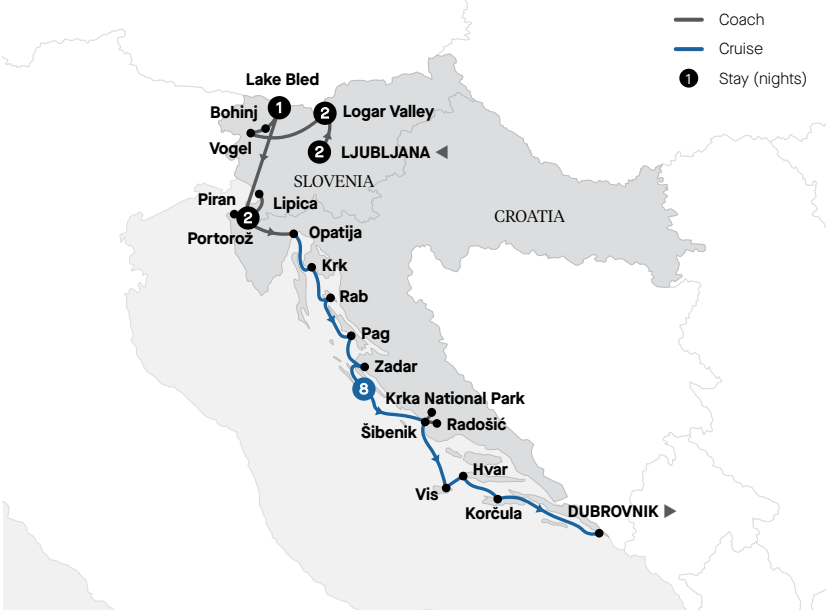 Coach
Cruise
1 Stay (nights)
Lake Bled
1
Bohinj
2 Logar Valley
Vogel
2 LJUBLJANA
SLOVENIA
Piran
Lipica
2
Portorož
CROATIA
Opatija
Krk
Rab
Pag
Zadar
8
Krka National Park
Šibenik
Radošić
Hvar
Vis
Korčula
DUBROVNIK